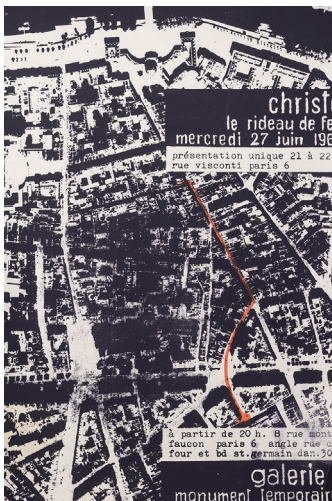 christ
le rideau de fe
mercredi 27 juin 196
présentation unique 21 à 22
rue visconti paris 6
à partir de 20 h. 8 rue mont
faucon paris 6 angle rue d
four et bd st.germain dan.30
galerie
monument temporair